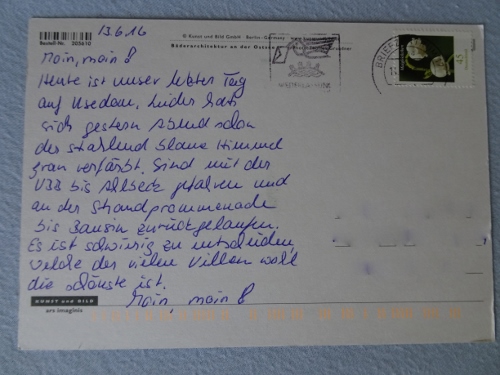 13.6.16
Bestell-Nr. 305610
© Kunst und Bild GmbH · Berlin · Germany
Bäderarchitektur an der Ostsee
BRIEF
45
Moin, moin!
Heute ist unser letzter Tag
auf Usedom. Leider hat
sich gestern Abend schon
der strahlend blaue Himmel
grau verfärbt. Sind mit der
UBB bis Ahlbeck gefahren und
an der Strandpromenade
bis Bansin zurückgelaufen.
Es ist schwierig zu entscheiden,
welche der vielen Villen wohl
die schönste ist.
Moin, moin!
KUNST und BILD
ars imaginis